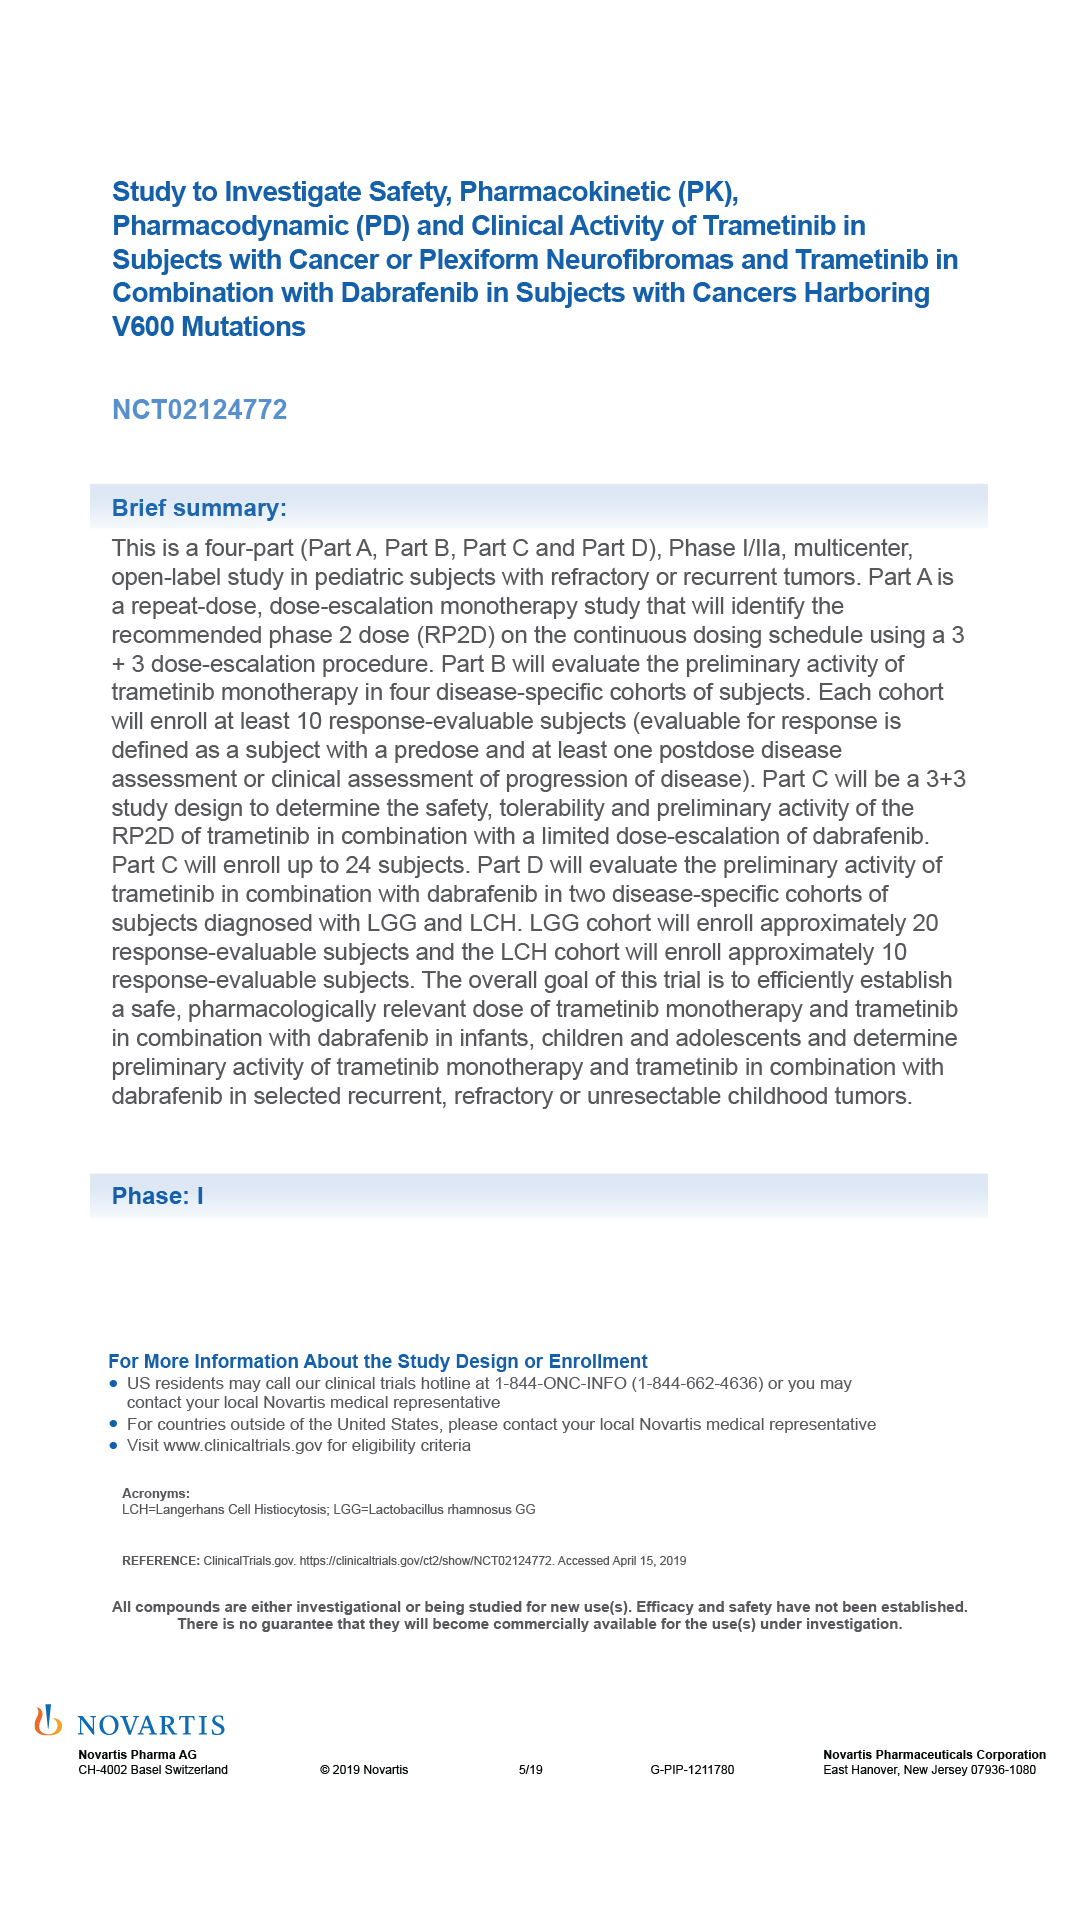 Study to Investigate Safety, Pharmacokinetic (PK),
Pharmacodynamic (PD) and Clinical Activity of Trametinib in
Subjects with Cancer or Plexiform Neurofibromas and Trametinib in
Combination with Dabrafenib in Subjects with Cancers Harboring
V600 Mutations
NCT02124772
Brief summary:
This is a four-part (Part A, Part B, Part C and Part D), Phase I/IIa, multicenter,
open-label study in pediatric subjects with refractory or recurrent tumors. Part A is
a repeat-dose, dose-escalation monotherapy study that will identify the
recommended phase 2 dose (RP2D) on the continuous dosing schedule using a 3
+ 3 dose-escalation procedure. Part B will evaluate the preliminary activity of
trametinib monotherapy in four disease-specific cohorts of subjects. Each cohort
will enroll at least 10 response-evaluable subjects (evaluable for response is
defined as a subject with a predose and at least one postdose disease
assessment or clinical assessment of progression of disease). Part C will be a 3+3
study design to determine the safety, tolerability and preliminary activity of the
RP2D of trametinib in combination with a limited dose-escalation of dabrafenib.
Part C will enroll up to 24 subjects. Part D will evaluate the preliminary activity of
trametinib in combination with dabrafenib in two disease-specific cohorts of
subjects diagnosed with LGG and LCH. LGG cohort will enroll approximately 20
response-evaluable subjects and the LCH cohort will enroll approximately 10
response-evaluable subjects. The overall goal of this trial is to efficiently establish
a safe, pharmacologically relevant dose of trametinib monotherapy and trametinib
in combination with dabrafenib in infants, children and adolescents and determine
preliminary activity of trametinib monotherapy and trametinib in combination with
dabrafenib in selected recurrent, refractory or unresectable childhood tumors.
Phase: I
For More Information About the Study Design or Enrollment
● US residents may call our clinical trials hotline at 1-844-ONC-INFO (1-844-662-4636) or you may
contact your local Novartis medical representative
● For countries outside of the United States, please contact your local Novartis medical representative
● Visit www.clinicaltrials.gov for eligibility criteria
Acronyms:
LCH=Langerhans Cell Histiocytosis; LGG=Lactobacillus rhamnosus GG
REFERENCE: ClinicalTrials.gov. https://clinicaltrials.gov/ct2/show/NCT02124772. Accessed April 15, 2019
All compounds are either investigational or being studied for new use(s). Efficacy and safety have not been established.
There is no guarantee that they will become commercially available for the use(s) under investigation.
NOVARTIS
Novartis Pharma AG
CH-4002 Basel Switzerland
© 2019 Novartis
5/19
G-PIP-1211780
Novartis Pharmaceuticals Corporation
East Hanover, New Jersey 07936-1080